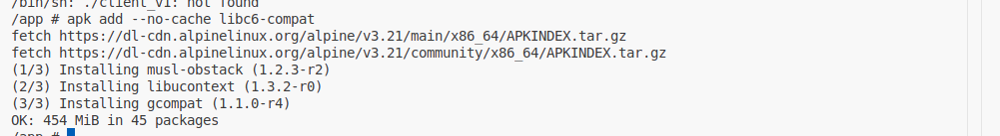 /bin/sh: ./client_v1: not found
/app # apk add --no-cache libc6-compat
fetch https://dl-cdn.alpinelinux.org/alpine/v3.21/main/x86_64/APKINDEX.tar.gz
fetch https://dl-cdn.alpinelinux.org/alpine/v3.21/community/x86_64/APKINDEX.tar.gz
(1/3) Installing musl-obstack (1.2.3-r2)
(2/3) Installing libucontext (1.3.2-r0)
(3/3) Installing gcompat (1.1.0-r4)
OK: 454 MiB in 45 packages
/app #